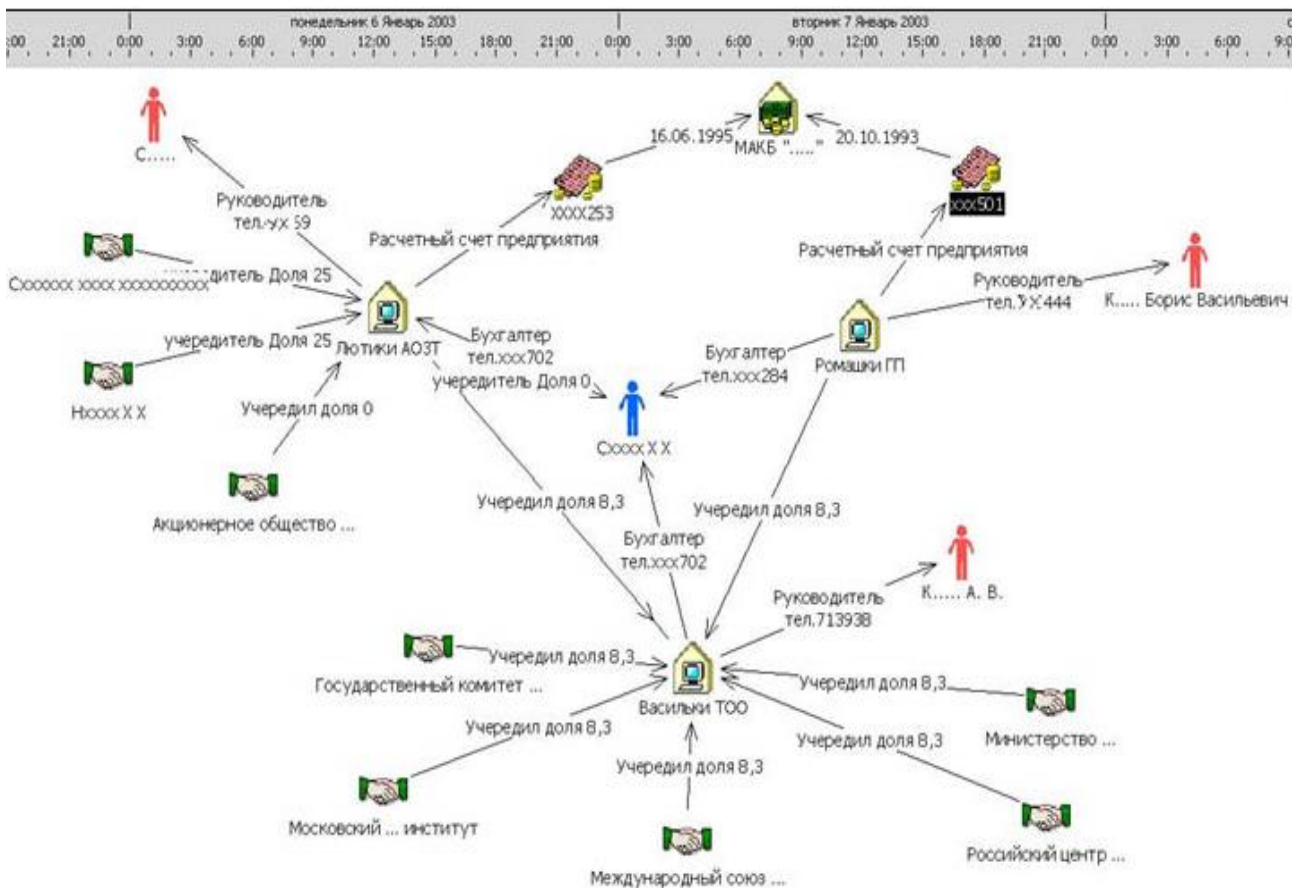 понедельник 6 Январь 2003
вторник 7 Январь 2003
:00 21:00 0:00 3:00 6:00 9:00 12:00 15:00 18:00 21:00 0:00 3:00 6:00 9:00 12:00 15:00 18:00 21:00 0:00 3:00 6:00 9:0
С.....
16.06.1995
МАКБ "....."
20.10.1993
Руководитель
XXXX253
xxx501
Расчетный счет предприятия
Расчетный счет предприятия
Доля 25
Руководитель
К..... Борис Васильевич
учередитель Доля 25
Лютики АОЗТ
Бухгалтер
тел.xxx702
учередитель Доля 0
Бухгалтер
тел.xxx284
Ромашки ГП
Нxxxx X X
Учередил доля 0
Сxxxx X X
Акционерное общество ...
Учередил доля 8,3
Учередил доля 8,3
Бухгалтер
тел.xxx702
К..... А. В.
Руководитель
тел.713938
Учередил доля 8,3
Государственный комитет ...
Васильки ТОО
Учередил доля 8,3
Министерство ...
Учередил доля 8,3
Учередил доля 8,3
Учередил доля 8,3
Московский ... институт
Международный союз ...
Российский центр ...